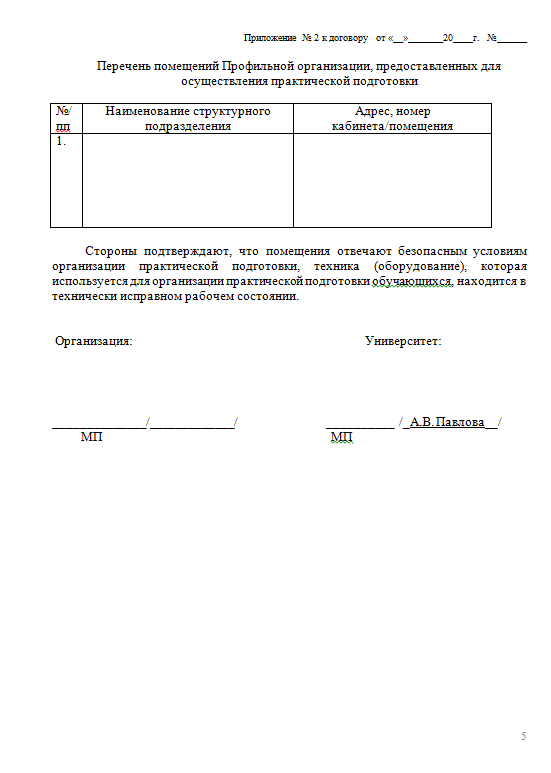 Приложение № 2 к договору от «__»_______20____г. №______
Перечень помещений Профильной организации, предоставленных для
осуществления практической подготовки
№/ Наименование структурного Адрес, номер
пп подразделения кабинета/помещения
1.
Стороны подтверждают, что помещения отвечают безопасным условиям
организации практической подготовки, техника (оборудование), которая
используется для организации практической подготовки обучающихся, находится в
технически исправном рабочем состоянии.
Организация: Университет:
______________/____________/ __________ /_А.В. Павлова__/
МП МП
5